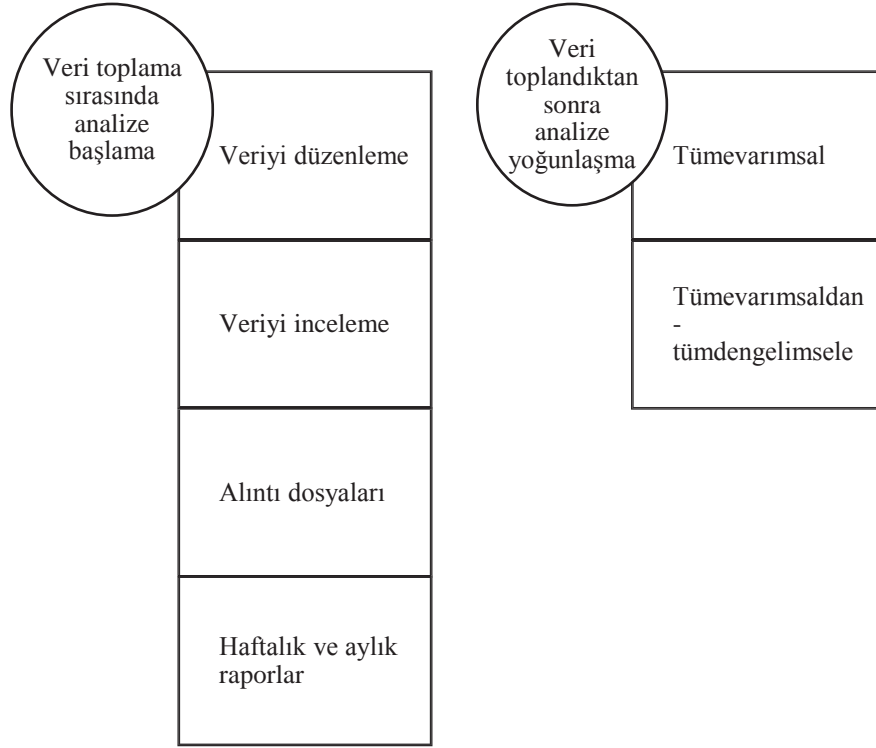 Veri toplama
sırasında
analize
başlama
Veriyi düzenleme
Veriyi inceleme
Alıntı dosyaları
Haftalık ve aylık
raporlar
Veri
toplandıktan
sonra
analize
yoğunlaşma
Tümevarımsal
Tümevarımsaldan
-
tümdengelimsele